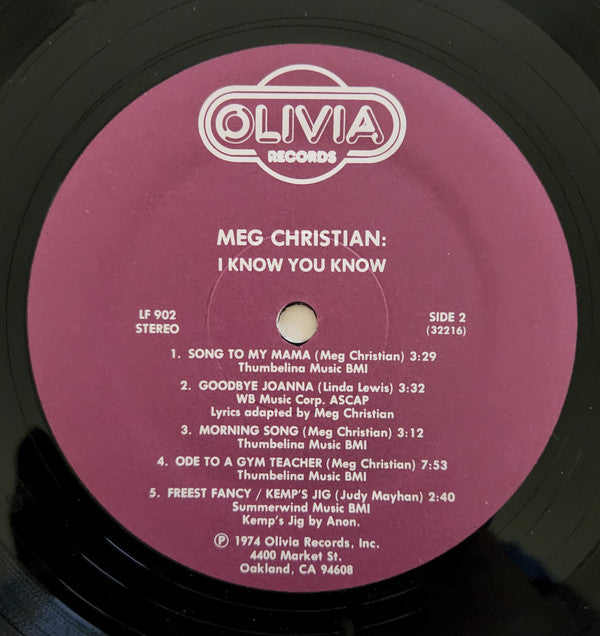 OLIVIA
RECORDS
MEG CHRISTIAN:
I KNOW YOU KNOW
LF 902
STEREO
SIDE 2
(32216)
1. SONG TO MY MAMA (Meg Christian) 3:29
Thumbelina Music BMI
2. GOODBYE JOANNA (Linda Lewis) 3:32
WB Music Corp. ASCAP
Lyrics adapted by Meg Christian
3. MORNING SONG (Meg Christian) 3:12
Thumbelina Music BMI
4. ODE TO A GYM TEACHER (Meg Christian) 7:53
Thumbelina Music BMI
5. FREEST FANCY / KEMP'S JIG (Judy Mayhan) 2:40
Summerwind Music BMI
Kemp's Jig by Anon.
℗ 1974 Olivia Records, Inc.
4400 Market St.
Oakland, CA 94608